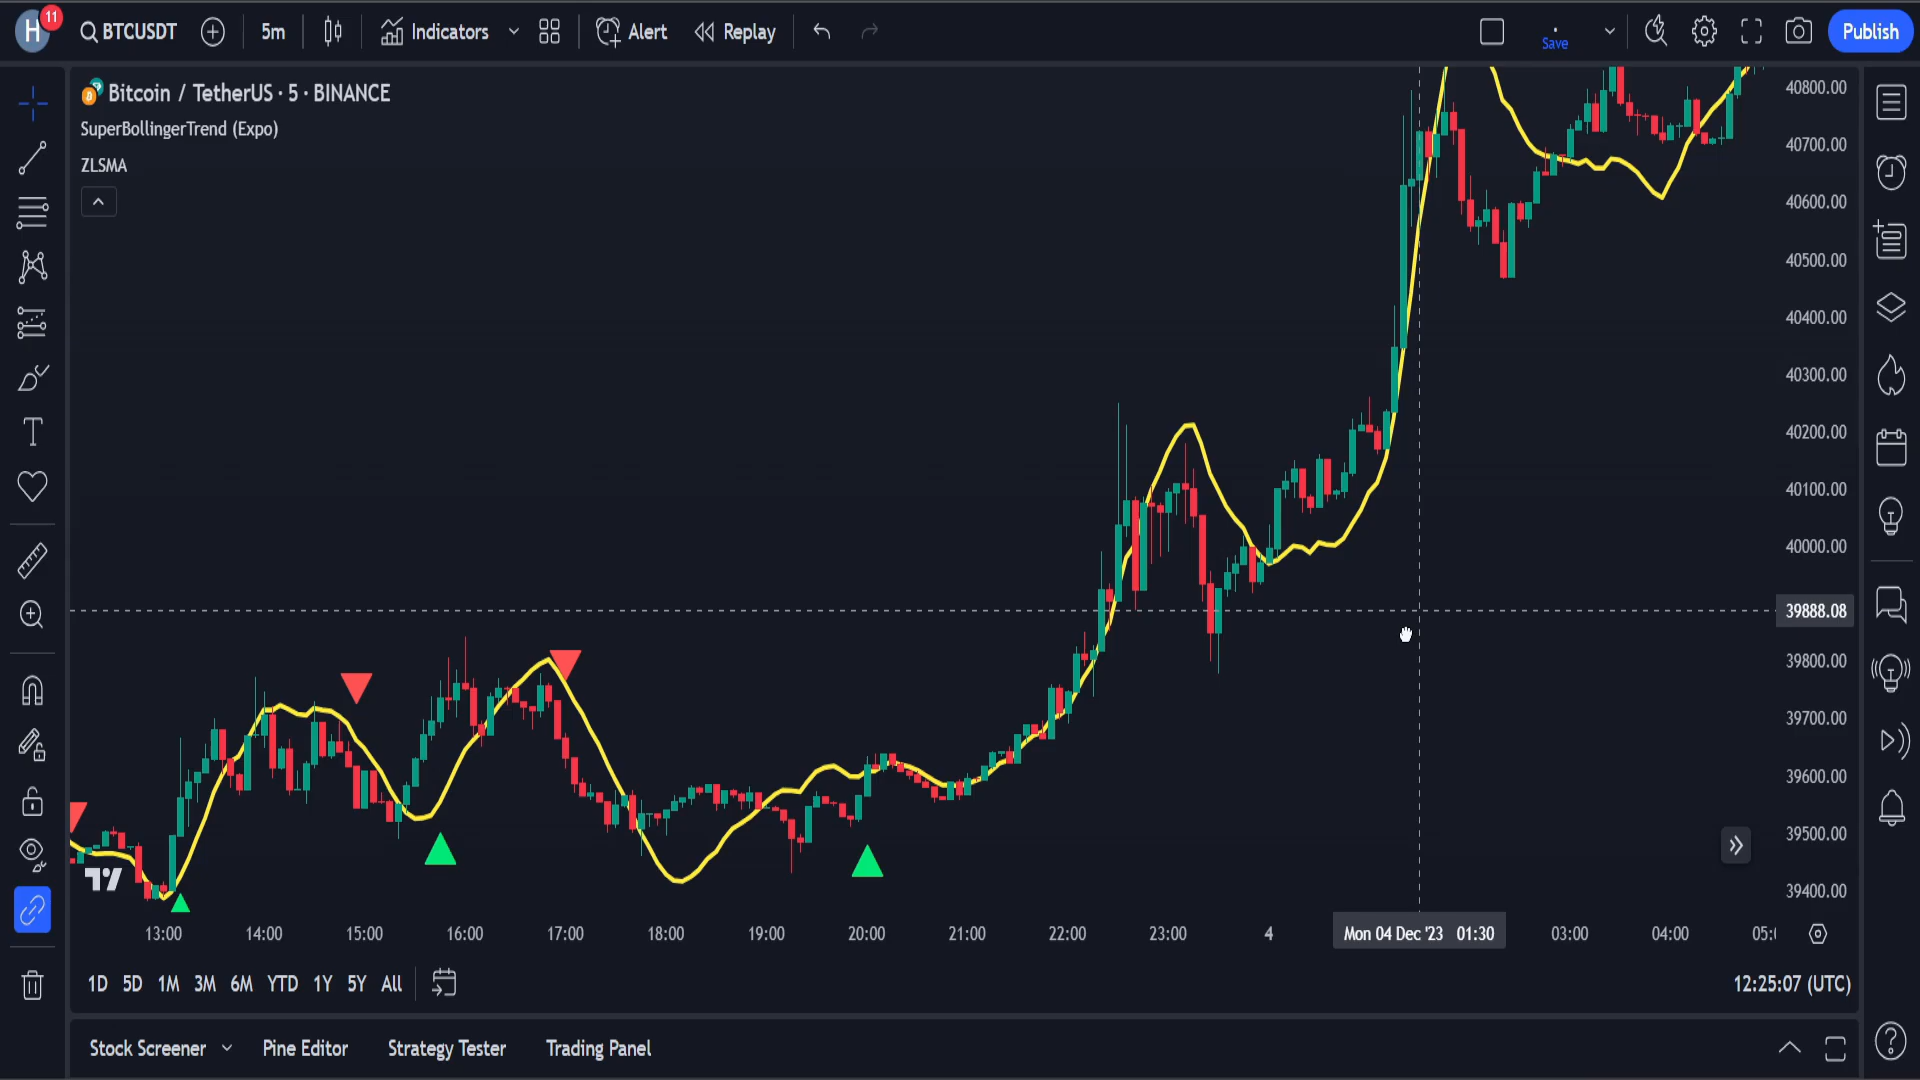 H
11
BTCUSDT
5m
Indicators
Alert
Replay
Save
Publish
Bitcoin / TetherUS · 5 · BINANCE
SuperBollingerTrend (Expo)
ZLSMA
40800.00
40700.00
40600.00
40500.00
40400.00
40300.00
40200.00
40100.00
40000.00
39888.08
39800.00
39700.00
39600.00
39500.00
39400.00
13:00
14:00
15:00
16:00
17:00
18:00
19:00
20:00
21:00
22:00
23:00
4
Mon 04 Dec '23 01:30
03:00
04:00
05:
1D 5D 1M 3M 6M YTD 1Y 5Y All
12:25:07 (UTC)
Stock Screener
Pine Editor
Strategy Tester
Trading Panel